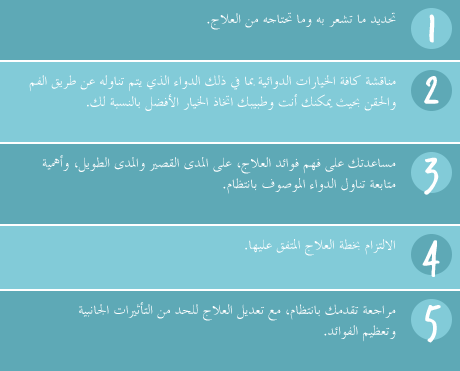 1
تحديد ما تشعر به وما تحتاجه من العلاج.
2
مناقشة كافة الخيارات الدوائية بما في ذلك الدواء الذي يتم تناوله عن طريق الفم
والحقن بحيث يمكنك أنت وطبيبك اتخاذ الخيار الأفضل بالنسبة لك.
3
مساعدتك على فهم فوائد العلاج، على المدى القصير والمدى الطويل، وأهمية
متابعة تناول الدواء الموصوف بانتظام.
4
الالتزام بخطة العلاج المتفق عليها.
5
مراجعة تقدمك بانتظام، مع تعديل العلاج للحد من التأثيرات الجانبية
وتعظيم الفوائد.